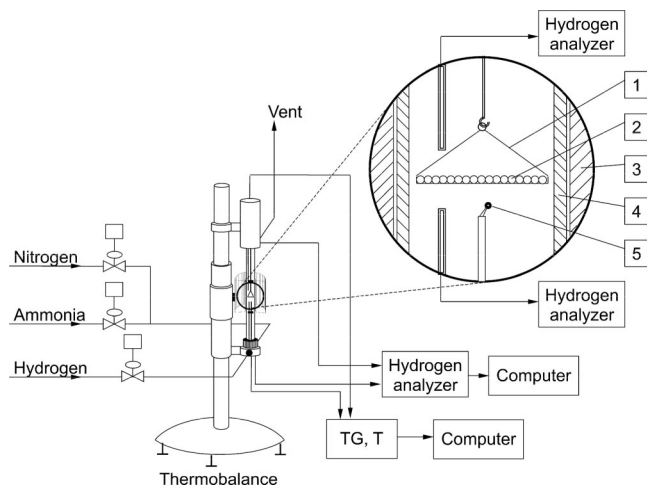 Hydrogen
analyzer
1
2
3
4
5
Vent
Nitrogen
Ammonia
Hydrogen
Hydrogen
analyzer
Hydrogen
analyzer
Computer
TG, T
Computer
Thermobalance